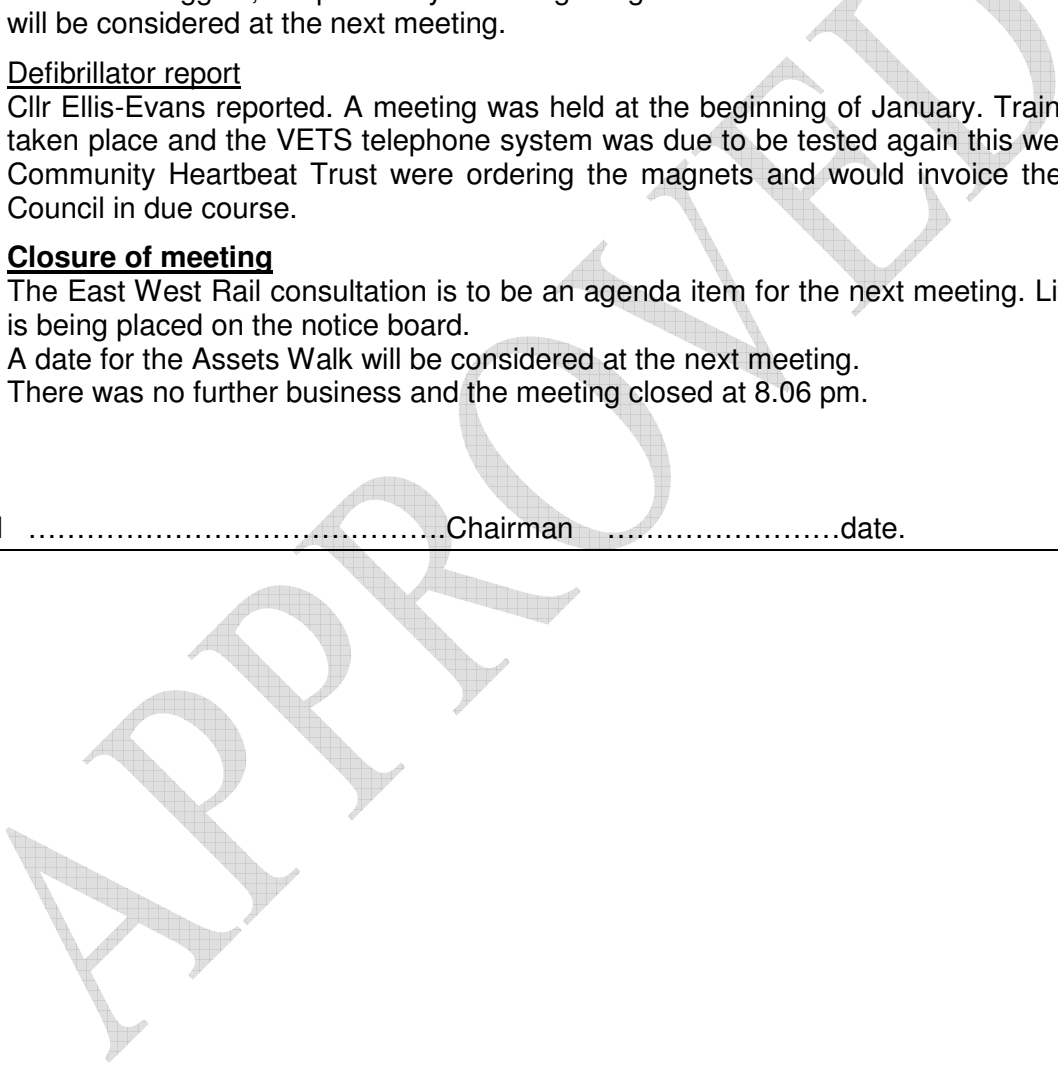 will be considered at the next meeting.
Defibrillator report
Cllr Ellis-Evans reported. A meeting was held at the beginning of January. Train
taken place and the VETS telephone system was due to be tested again this we
Community Heartbeat Trust were ordering the magnets and would invoice the
Council in due course.
Closure of meeting
The East West Rail consultation is to be an agenda item for the next meeting. Li
is being placed on the notice board.
A date for the Assets Walk will be considered at the next meeting.
There was no further business and the meeting closed at 8.06 pm.
…………………………………….Chairman ……………………date.
APPROVED